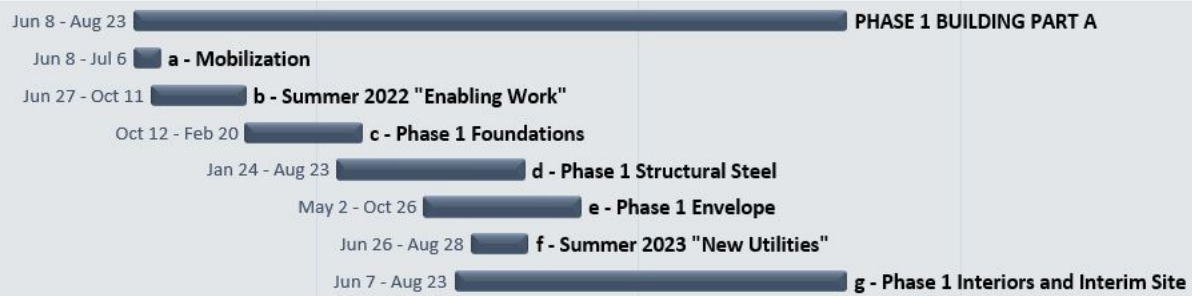 Jun 8 - Aug 23 PHASE 1 BUILDING PART A
Jun 8 - Jul 6 a - Mobilization
Jun 27 - Oct 11 b - Summer 2022 "Enabling Work"
Oct 12 - Feb 20 c - Phase 1 Foundations
Jan 24 - Aug 23 d - Phase 1 Structural Steel
May 2 - Oct 26 e - Phase 1 Envelope
Jun 26 - Aug 28 f - Summer 2023 "New Utilities"
Jun 7 - Aug 23 g - Phase 1 Interiors and Interim Site